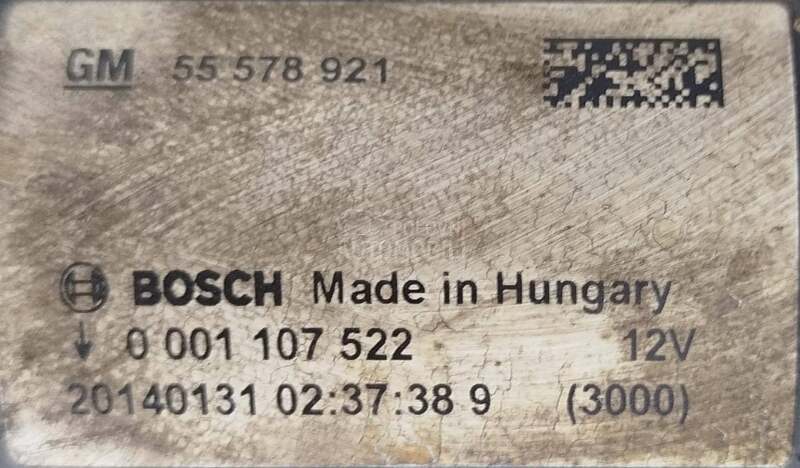 GM 55 578 921
BOSCH Made in Hungary
↓ 0 001 107 522 12V
20140131 02:37:38 9 (3000)